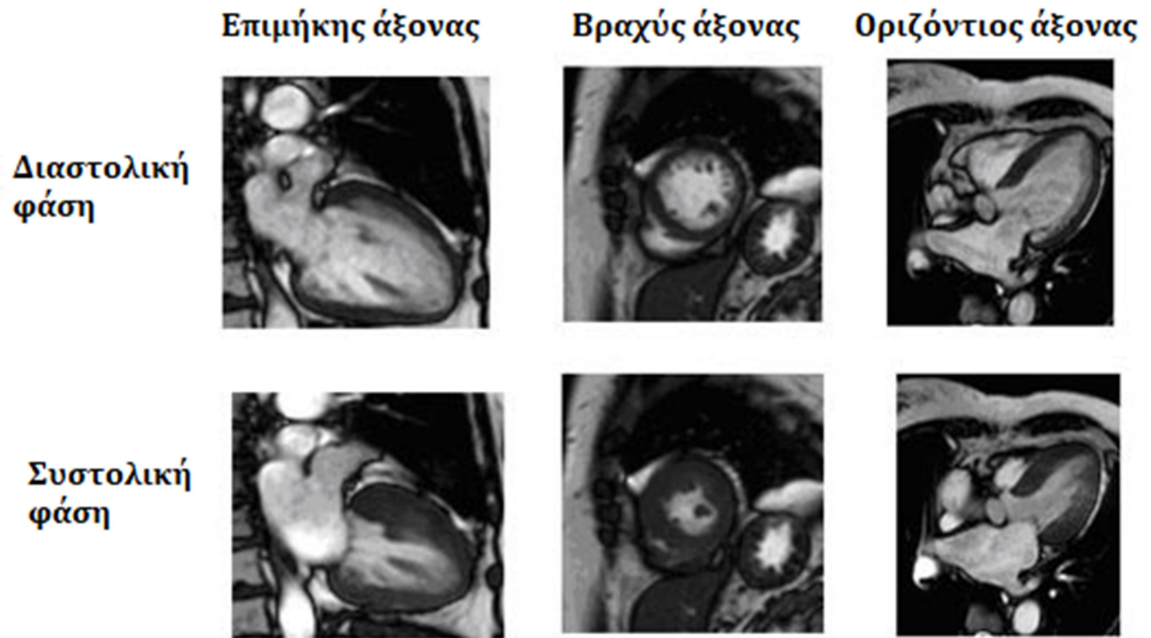 Επιμήκης άξονας
Βραχύς άξονας
Οριζόντιος άξονας
Διαστολική
φάση
Συστολική
φάση